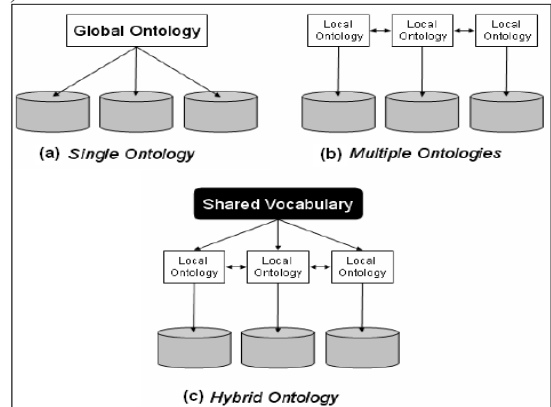 Global Ontology
(a) Single Ontology
Local
Ontology
Local
Ontology
Local
Ontology
(b) Multiple Ontologies
Shared Vocabulary
Local
Ontology
Local
Ontology
Local
Ontology
(c) Hybrid Ontology